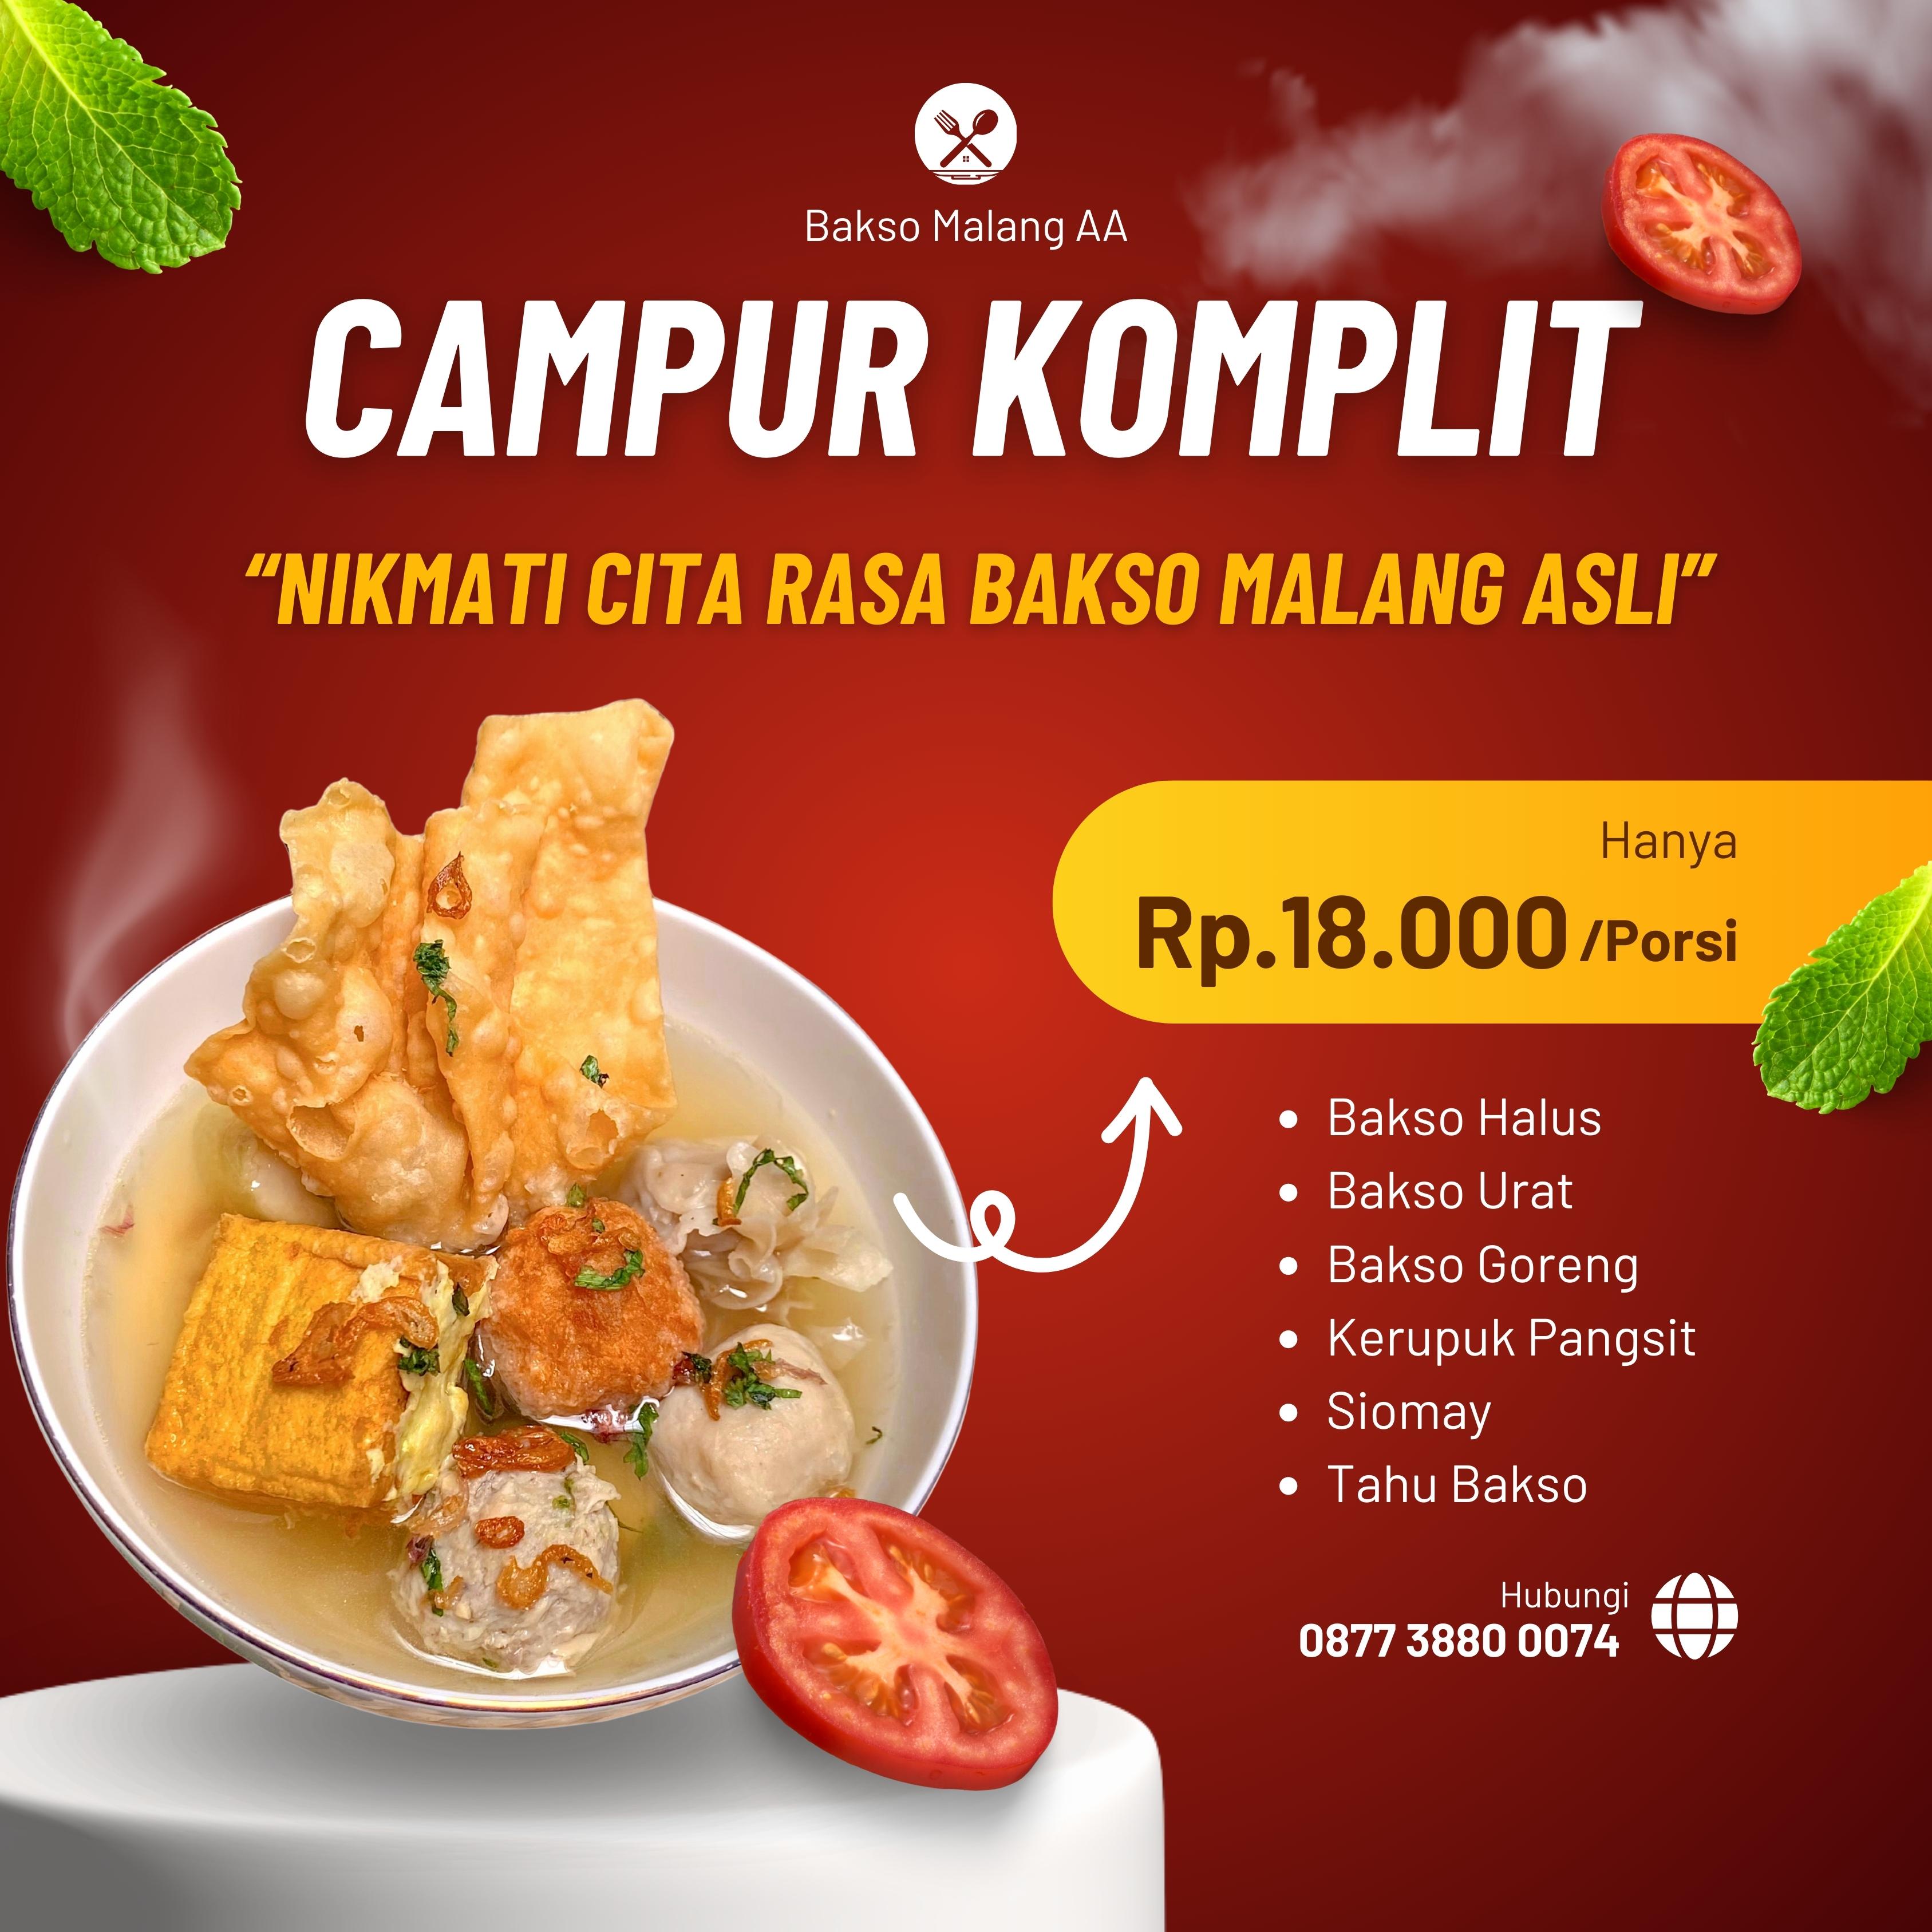 Bakso Malang AA
CAMPUR KOMPLIT
“NIKMATI CITA RASA BAKSO MALANG ASLI”
Hanya
Rp.18.000 /Porsi
• Bakso Halus
• Bakso Urat
• Bakso Goreng
• Kerupuk Pangsit
• Siomay
• Tahu Bakso
Hubungi
0877 3880 0074